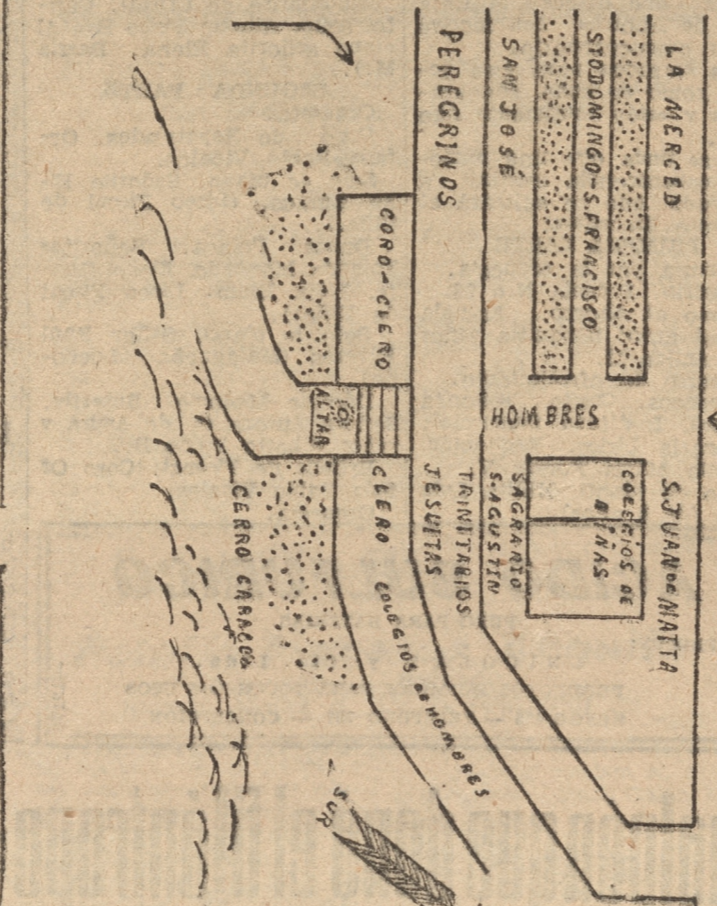 LA MERCED
S.JUAN DE MATTA
STODOMINGO-S.FRANCISCO
COLEGIOS DE
NIÑAS
HOMBRES
SAN JOSÉ
SAGRARIO
S.AGUSTIN
PEREGRINOS
TRINITARIOS
JESUITAS
CORO-CLERO
CLERO
COLEGIOS DE HOMBRES
ALTAR
CERRO CARACOL
SUR